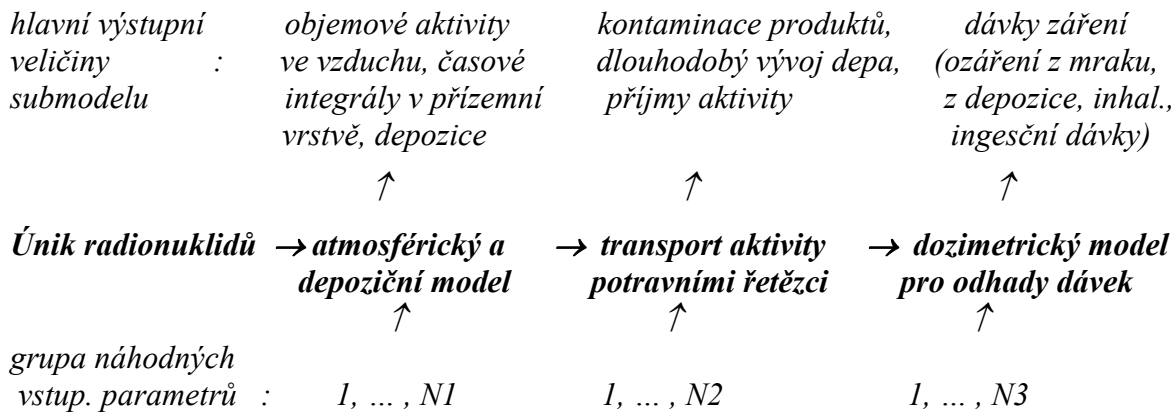 hlavní výstupní objemové aktivity kontaminace produktů, dávky záření
veličiny : ve vzduchu, časové dlouhodobý vývoj depa, (ozáření z mraku,
submodelu integrály v přízemní příjmy aktivity z depozice, inhal.,
vrstvě, depozice ingesční dávky)
↑ ↑ ↑
Únik radionuklidů → atmosférický a → transport aktivity → dozimetrický model
depoziční model potravními řetězci pro odhady dávek
↑ ↑ ↑
grupa náhodných
vstup. parametrů : 1, ... , N1 1, ... , N2 1, ... , N3